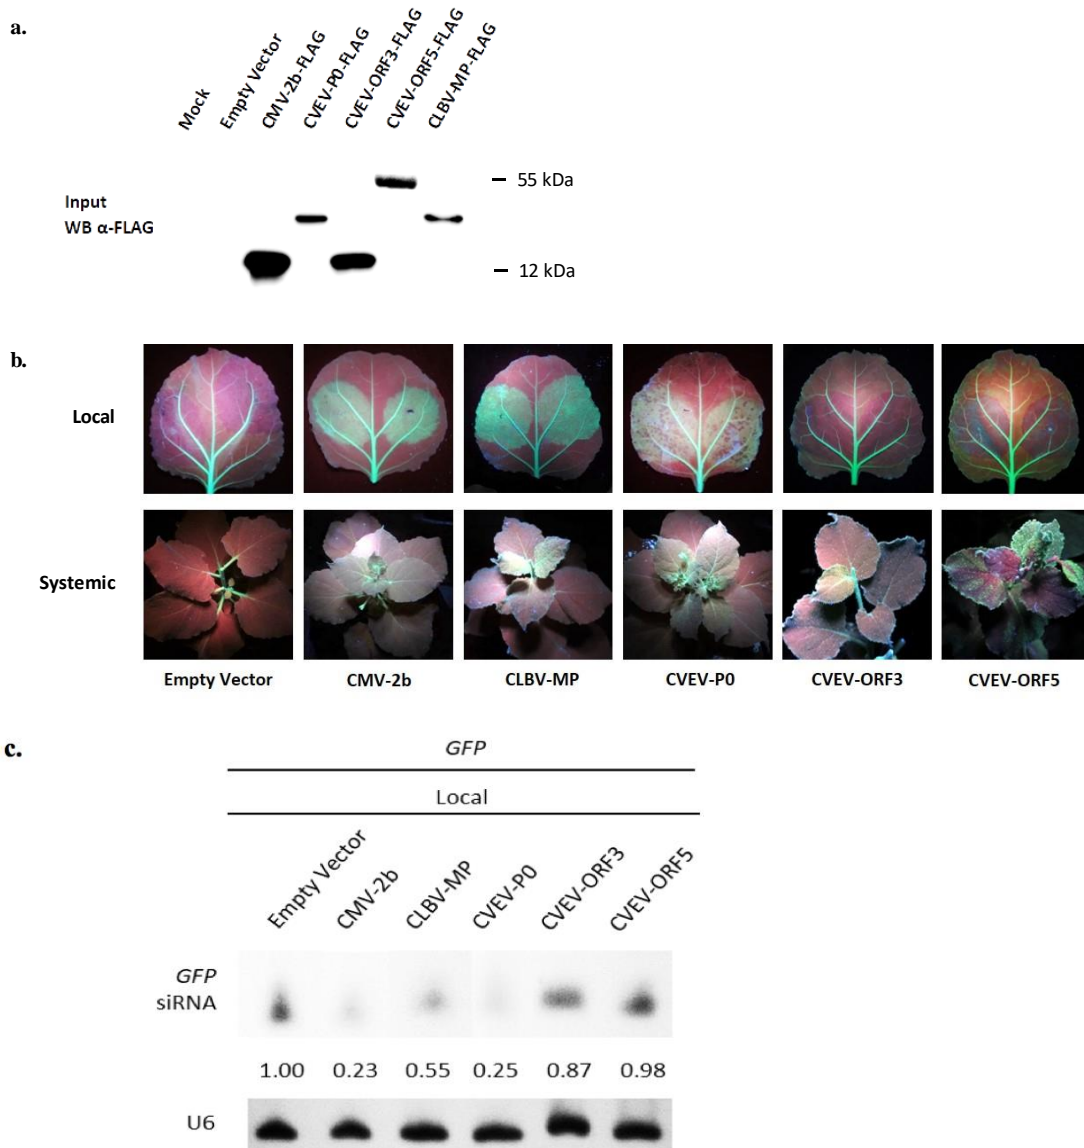 a.
Mock
Empty Vector
CMV-2b-FLAG
CVEV-P0-FLAG
CVEV-ORF3-FLAG
CVEV-ORF5-FLAG
CLBV-MP-FLAG
Input
WB α-FLAG
55 kDa
12 kDa
b.
Local
Systemic
Empty Vector
CMV-2b
CLBV-MP
CVEV-P0
CVEV-ORF3
CVEV-ORF5
c.
GFP
Local
Empty Vector
CMV-2b
CLBV-MP
CVEV-P0
CVEV-ORF3
CVEV-ORF5
GFP
siRNA
1.00 0.23 0.55 0.25 0.87 0.98
U6